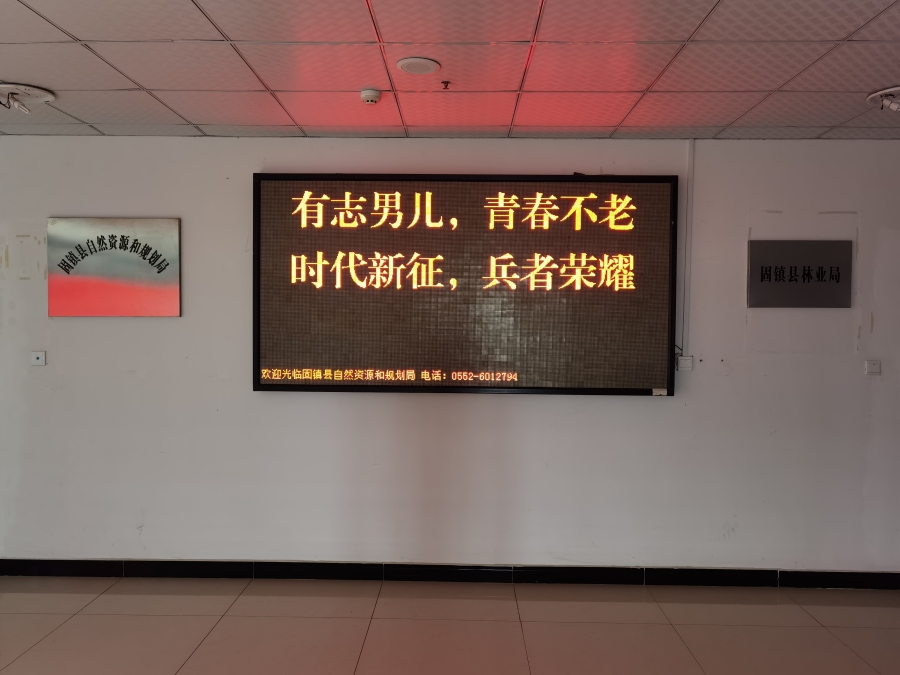 有志男儿，青春不老
时代新征，兵者荣耀
欢迎光临固镇县自然资源和规划局 电话：0552-6012794
固镇县自然资源和规划局
固镇县林业局